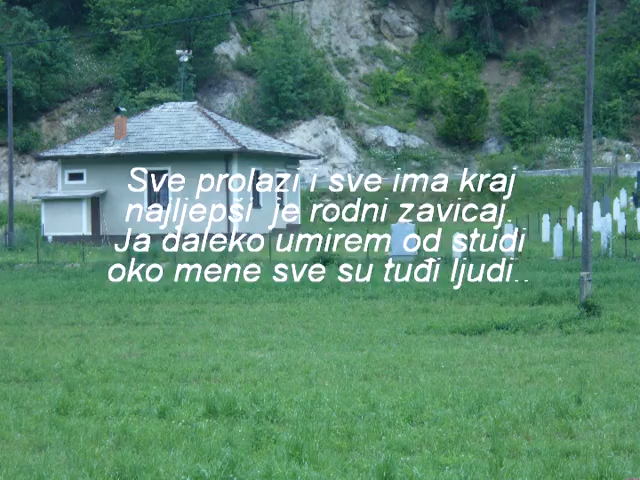 Sve prolazi i sve ima kraj
najljepši je rodni zavicaj.
Ja daleko umirem od studi
oko mene sve su tuđi ljudi..